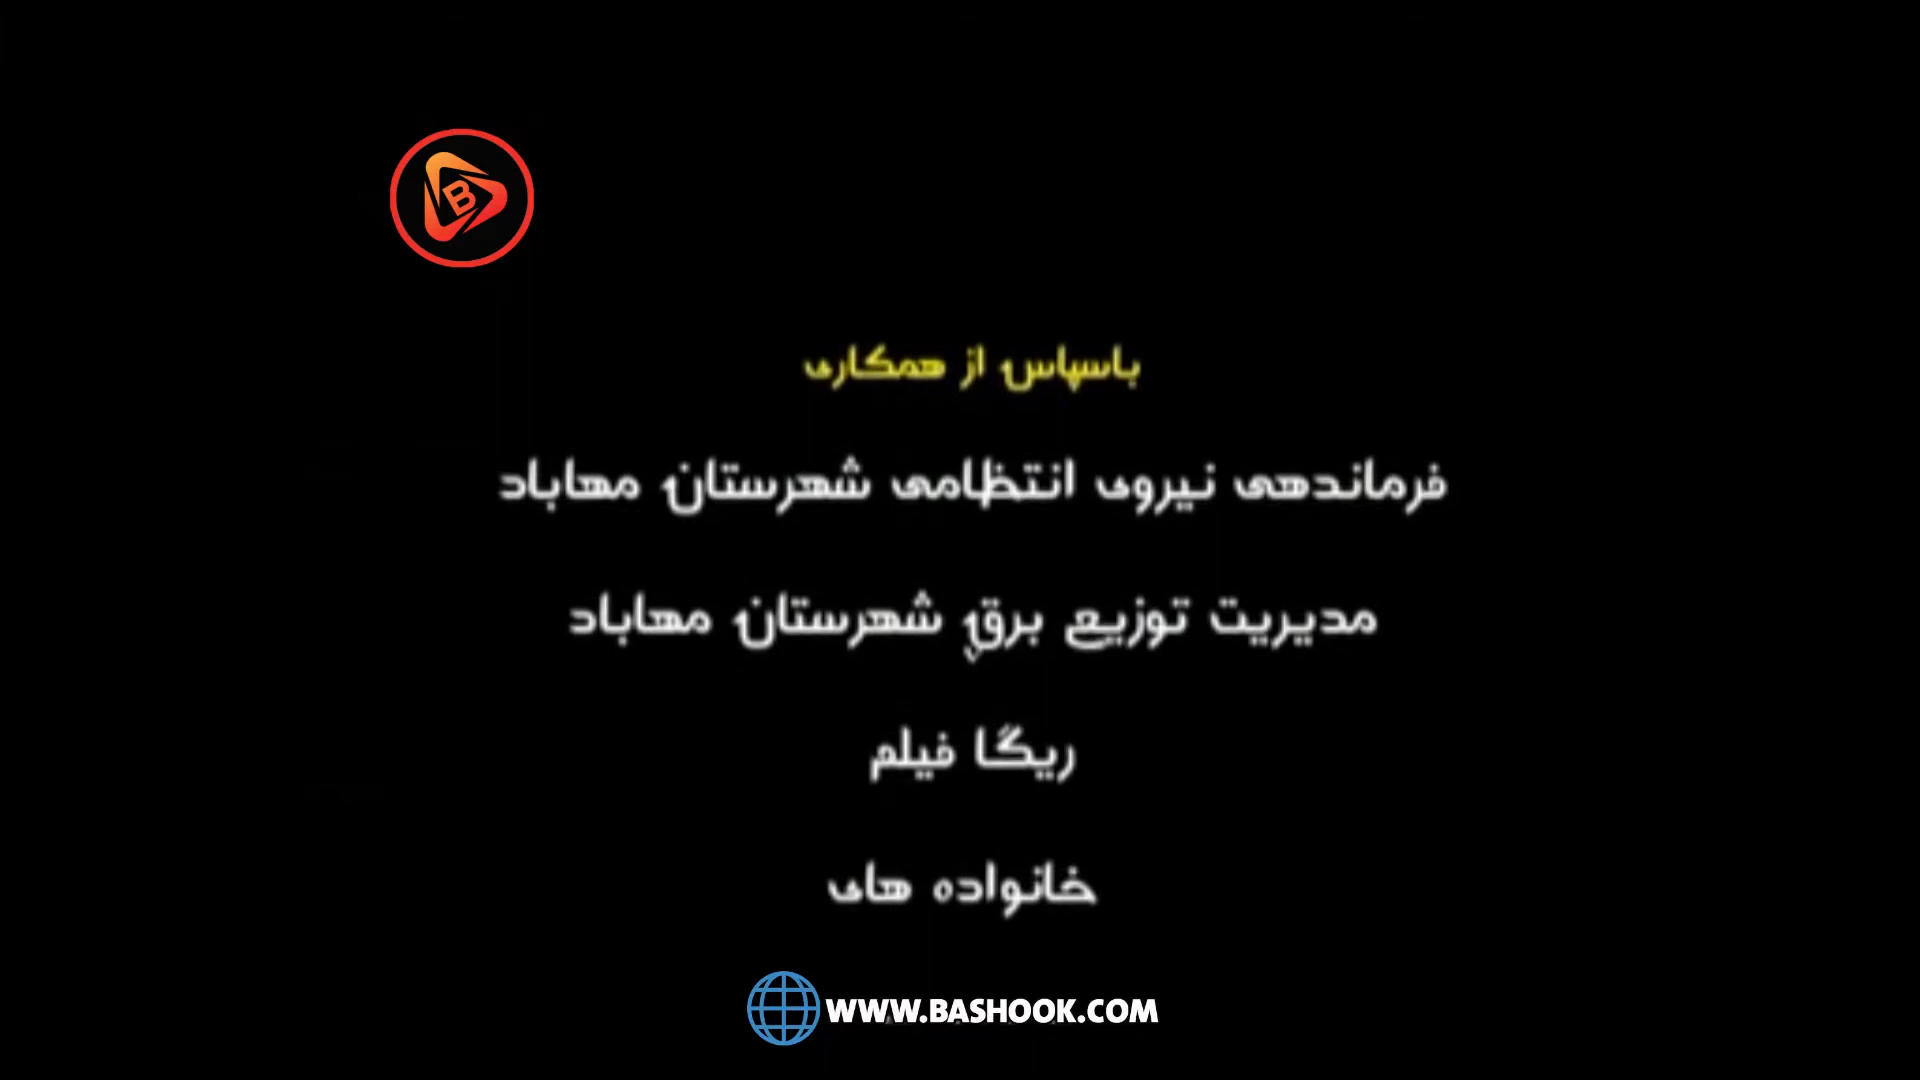 B
باسپاس از همکاری
فرماندهی نیروی انتظامی شهرستان مهاباد
مدیریت توزیع برقِ شهرستان مهاباد
ریگا فیلم
خانواده های
WWW.BASHOOK.COM